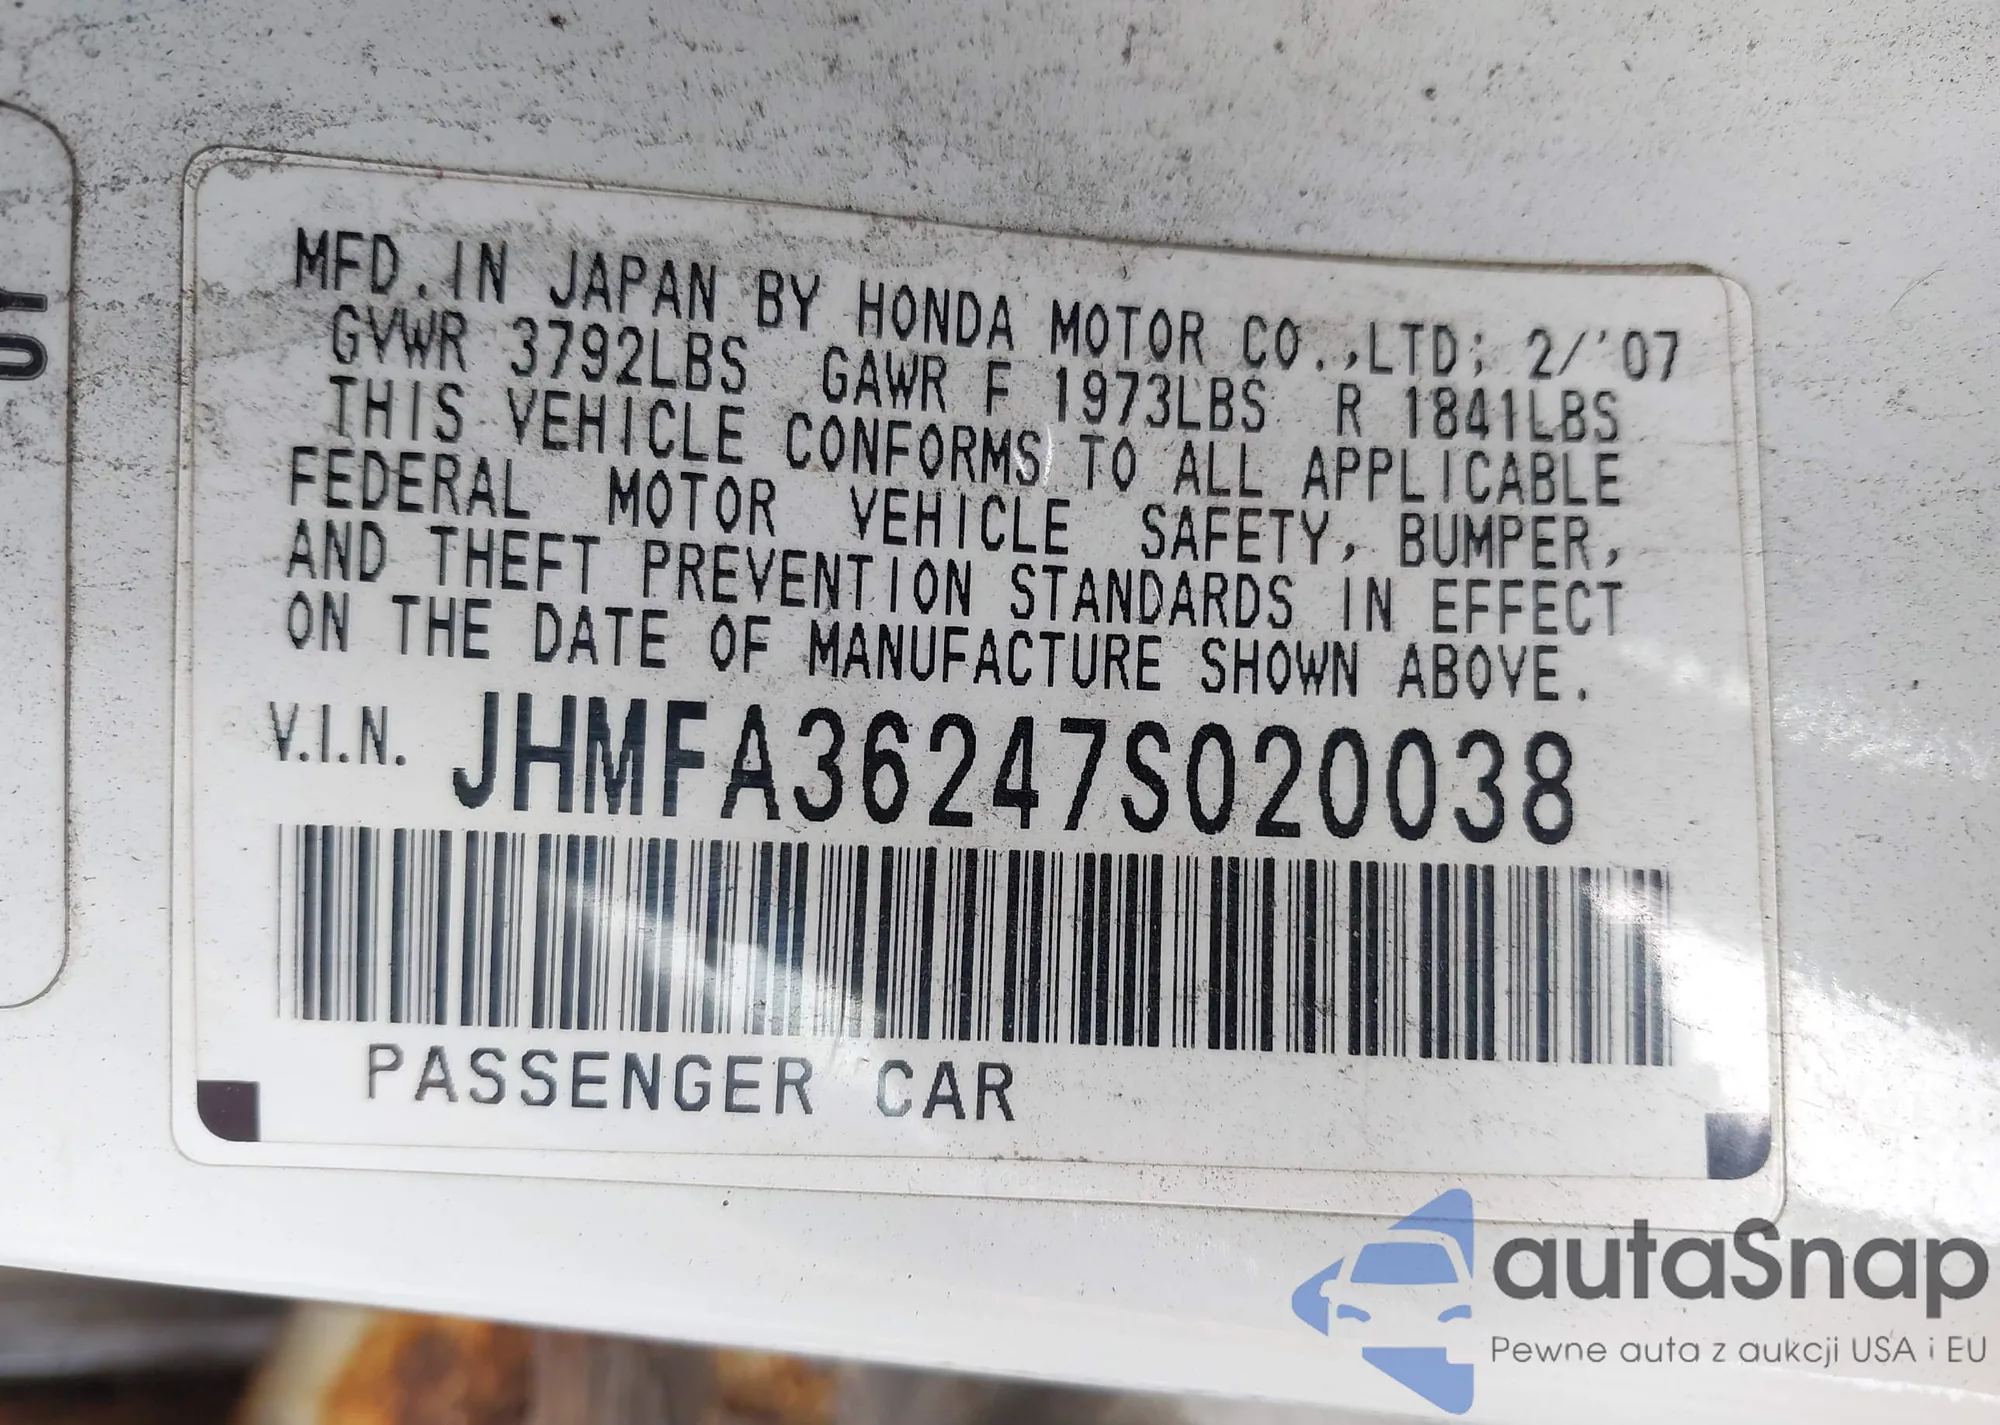 MFD. IN JAPAN BY HONDA MOTOR CO.,LTD; 2/'07
GVWR 3792LBS GAWR F 1973LBS R 1841LBS
THIS VEHICLE CONFORMS TO ALL APPLICABLE
FEDERAL MOTOR VEHICLE SAFETY, BUMPER,
AND THEFT PREVENTION STANDARDS IN EFFECT
ON THE DATE OF MANUFACTURE SHOWN ABOVE.
V.I.N. JHMFA36247S020038
PASSENGER CAR
autaSnap
Pewne auta z aukcji USA i EU